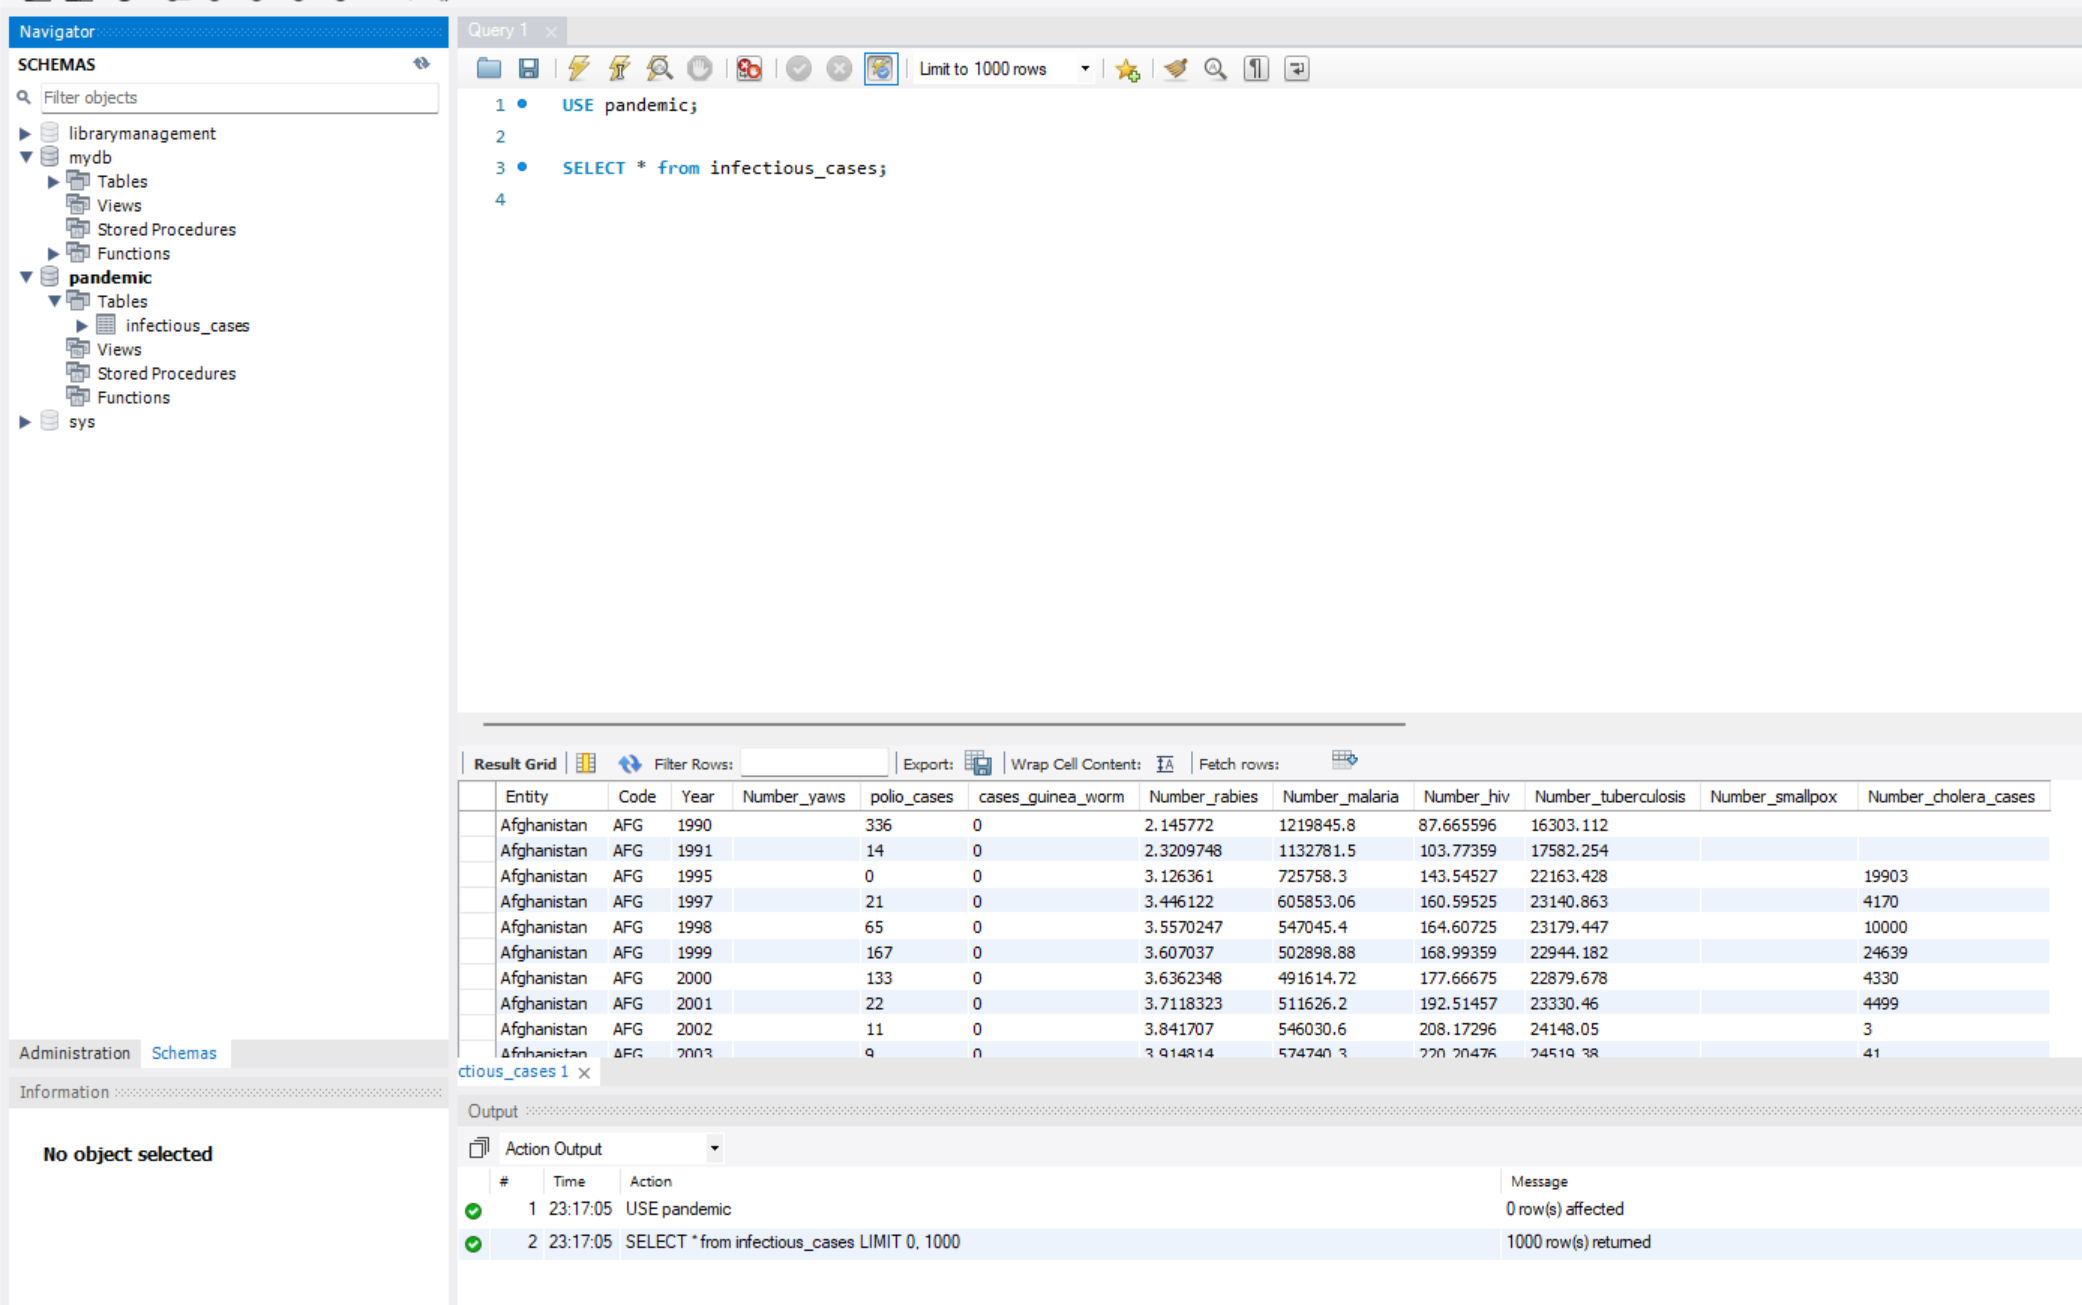 Navigator
SCHEMAS
Filter objects
librarymanagement
mydb
Tables
Views
Stored Procedures
Functions
pandemic
Tables
infectious_cases
Views
Stored Procedures
Functions
sys
Administration Schemas
Information
No object selected
Query 1
Limit to 1000 rows
1 USE pandemic;
2
3 SELECT * from infectious_cases;
4
Result Grid Filter Rows: Export: Wrap Cell Content: Fetch rows:
Entity Code Year Number_yaws polio_cases cases_guinea_worm Number_rabies Number_malaria Number_hiv Number_tuberculosis Number_smallpox Number_cholera_cases
Afghanistan AFG 1990 336 0 2.145772 1219845.8 87.665596 16303.112
Afghanistan AFG 1991 14 0 2.3209748 1132781.5 103.77359 17582.254
Afghanistan AFG 1995 0 0 3.126361 725758.3 143.54527 22163.428 19903
Afghanistan AFG 1997 21 0 3.446122 605853.06 160.59525 23140.863 4170
Afghanistan AFG 1998 65 0 3.5570247 547045.4 164.60725 23179.447 10000
Afghanistan AFG 1999 167 0 3.607037 502898.88 168.99359 22944.182 24639
Afghanistan AFG 2000 133 0 3.6362348 491614.72 177.66675 22879.678 4330
Afghanistan AFG 2001 22 0 3.7118323 511626.2 192.51457 23330.46 4499
Afghanistan AFG 2002 11 0 3.841707 546030.6 208.17296 24148.05 3
Afghanistan AFG 2003 9 0 3.914814 574740.3 220.20476 24519.38 41
ctious_cases 1
Output
Action Output
# Time Action Message
1 23:17:05 USE pandemic 0 row(s) affected
2 23:17:05 SELECT * from infectious_cases LIMIT 0, 1000 1000 row(s) returned